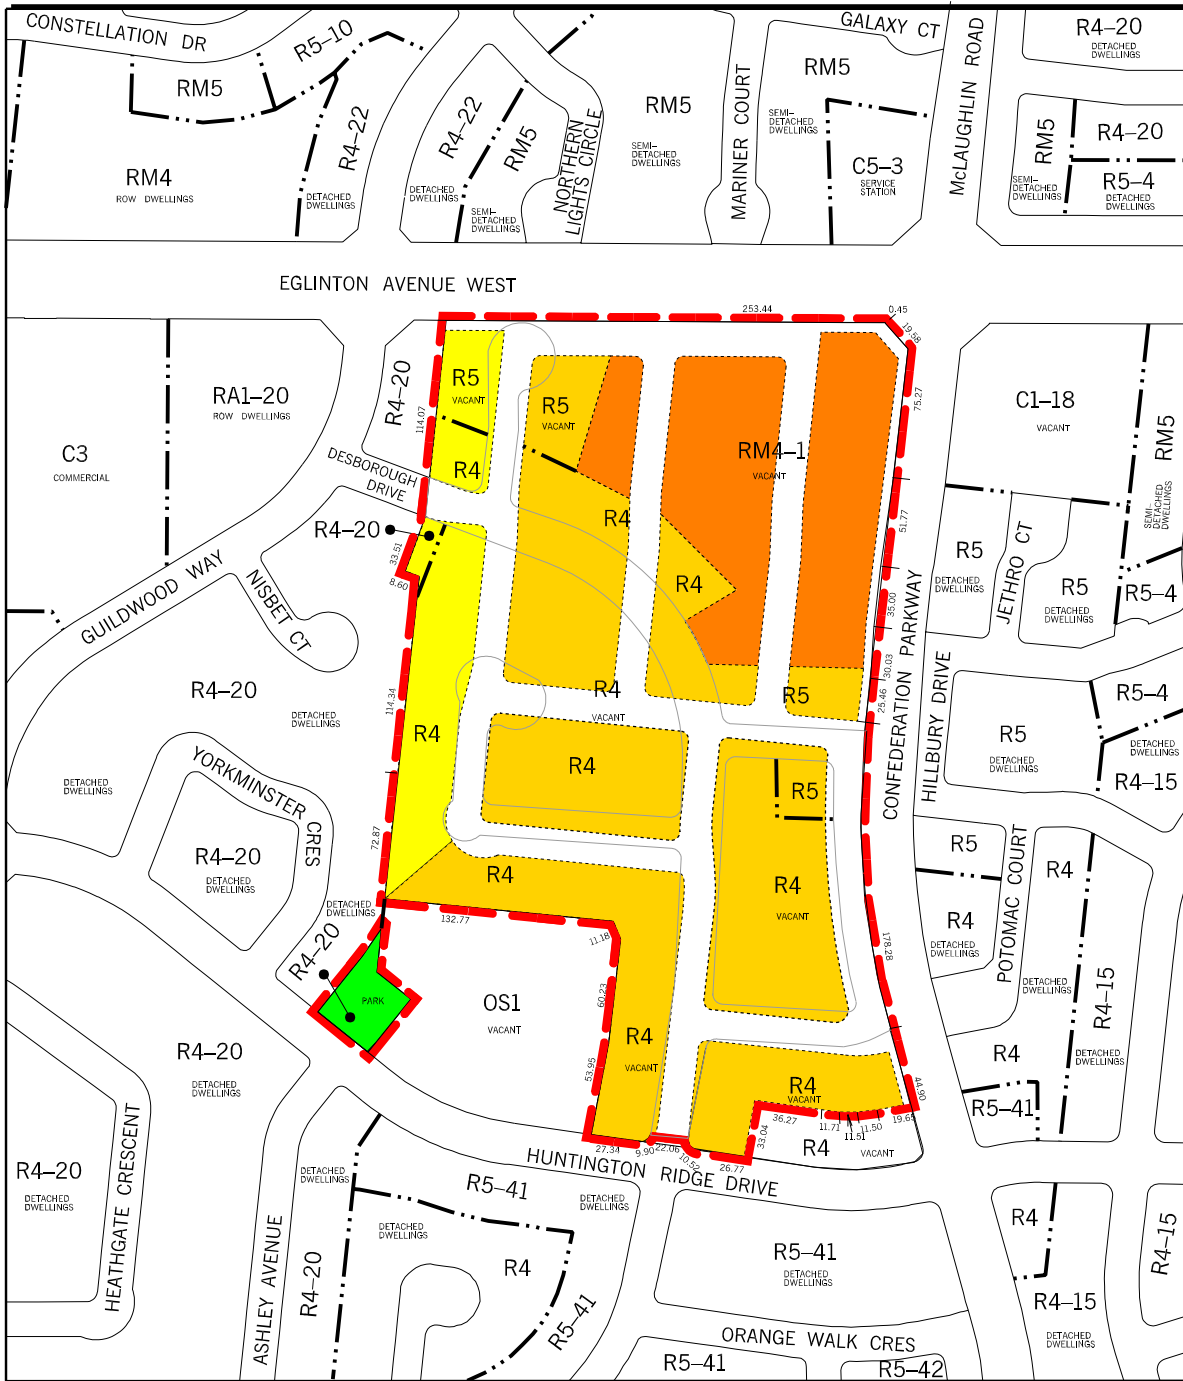 CONSTELLATION DR
R5–10
GALAXY CT
McLAUGHLIN ROAD
R4–20
DETACHED
DWELLINGS
RM5
R4–22
DETACHED
DWELLINGS
RM4
ROW DWELLINGS
R4–22
DETACHED
DWELLINGS
RM5
SEMI–
DETACHED
DWELLINGS
NORTHERN
LIGHTS CIRCLE
RM5
SEMI–
DETACHED
DWELLINGS
MARINER COURT
RM5
SEMI–
DETACHED
DWELLINGS
C5–3
SERVICE
STATION
RM5
SEMI–
DETACHED
DWELLINGS
R4–20
R5–4
DETACHED
DWELLINGS
EGLINTON AVENUE WEST
253.44
0.45
19.58
75.27
51.77
35.00
30.03
25.46
178.28
44.90
19.65
11.50
11.51
11.71
36.27
33.04
26.77
10.52
22.06
9.90
27.34
53.95
60.23
11.18
132.77
72.87
114.34
8.60
33.51
114.07
RA1–20
ROW DWELLINGS
C3
COMMERCIAL
R4–20
DESBOROUGH
DRIVE
R4–20
GUILDWOOD WAY
NISBET CT
R5
VACANT
R4
R5
VACANT
R4
RM4–1
VACANT
R4
R4
VACANT
R5
R4
R4
R5
R4
VACANT
R4
R4
VACANT
R4
VACANT
R4
VACANT
OS1
VACANT
PARK
CONFEDERATION PARKWAY
HILLBURY DRIVE
C1–18
VACANT
RM5
SEMI–
DETACHED
DWELLINGS
R5
DETACHED
DWELLINGS
JETHRO CT
R5
DETACHED
DWELLINGS
R5–4
R5–4
R5
DETACHED
DWELLINGS
DETACHED
DWELLINGS
R4–15
R5
R4
DETACHED
DWELLINGS
POTOMAC COURT
R4
DETACHED
DWELLINGS
R4–15
DETACHED
DWELLINGS
R4
R5–41
R4–20
DETACHED
DWELLINGS
DETACHED
DWELLINGS
YORKMINSTER CRES
R4–20
DETACHED
DWELLINGS
DETACHED
DWELLINGS
R4–20
R4–20
DETACHED
DWELLINGS
R4–20
DETACHED
DWELLINGS
HEATHGATE CRESCENT
ASHLEY AVENUE
R4–20
DETACHED
DWELLINGS
HUNTINGTON RIDGE DRIVE
R5–41
DETACHED
DWELLINGS
DETACHED
DWELLINGS
R4
R5–41
R5–41
DETACHED
DWELLINGS
ORANGE WALK CRES
R5–41
R5–42
R4
R4–15
DETACHED
DWELLINGS
R4–15